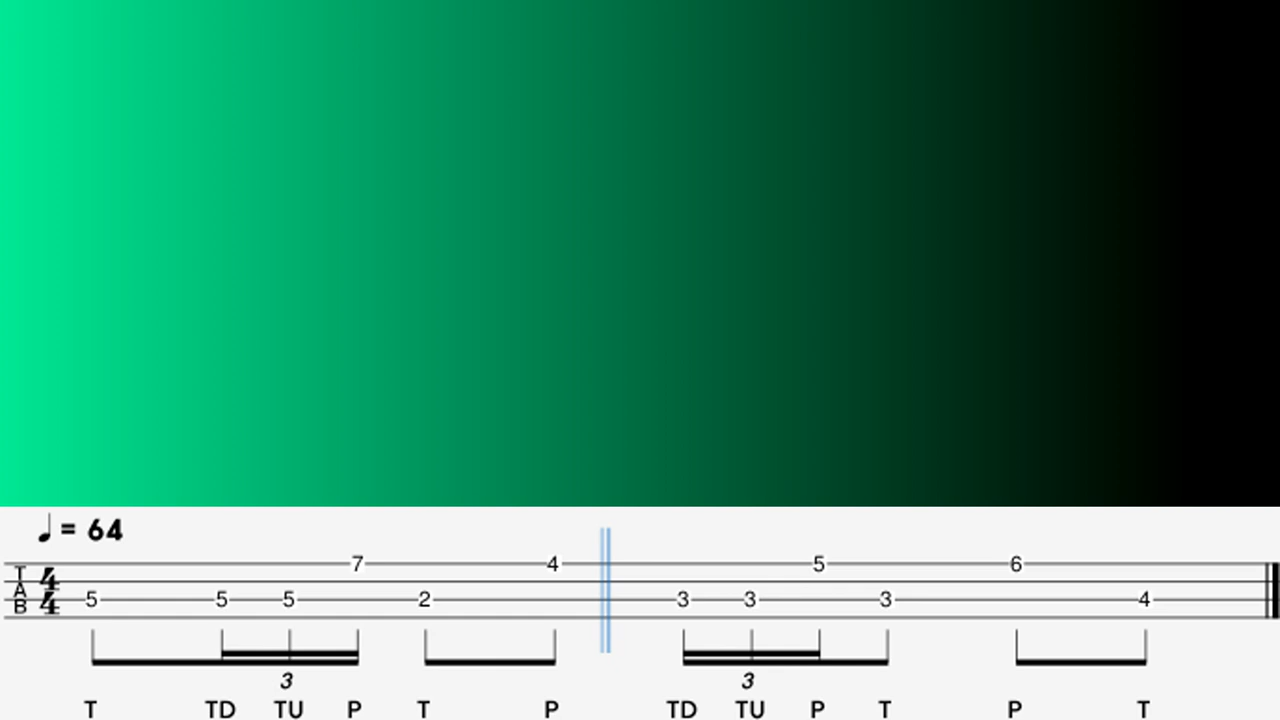 ♩ = 64
7 4 5 6
T
A
B
4
4
5 5 5 2 3 3 3 4
3 3
T TD TU P T P TD TU P T P T